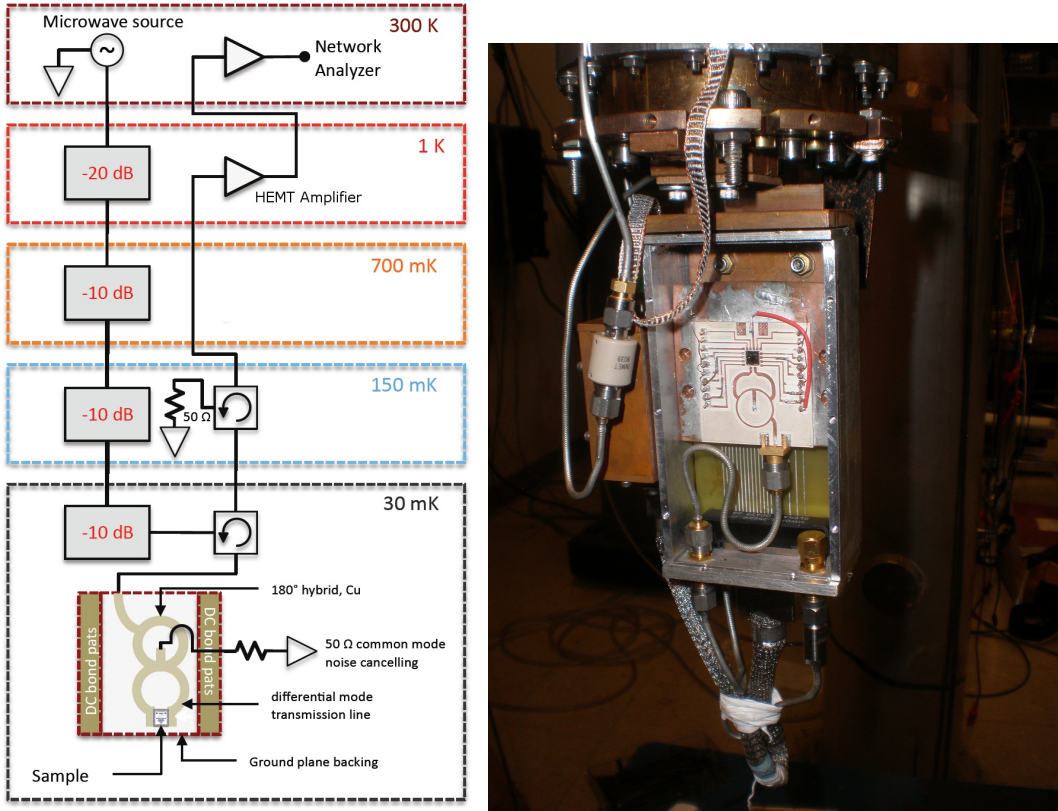 Microwave source
300 K
~
Network
Analyzer
1 K
-20 dB
HEMT Amplifier
700 mK
-10 dB
150 mK
-10 dB
50 Ω
30 mK
-10 dB
180° hybrid, Cu
DC bond pats
DC bond pats
50 Ω common mode
noise cancelling
differential mode
transmission line
Ground plane backing
Sample